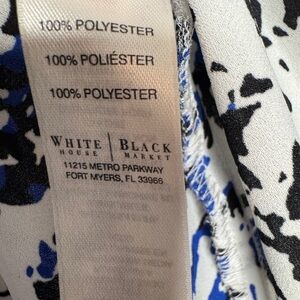 100% POLYESTER
100% POLIÉSTER
100% POLYESTER
WHITE | BLACK
HOUSE MARKET
11215 METRO PARKWAY
FORT MYERS, FL 33966